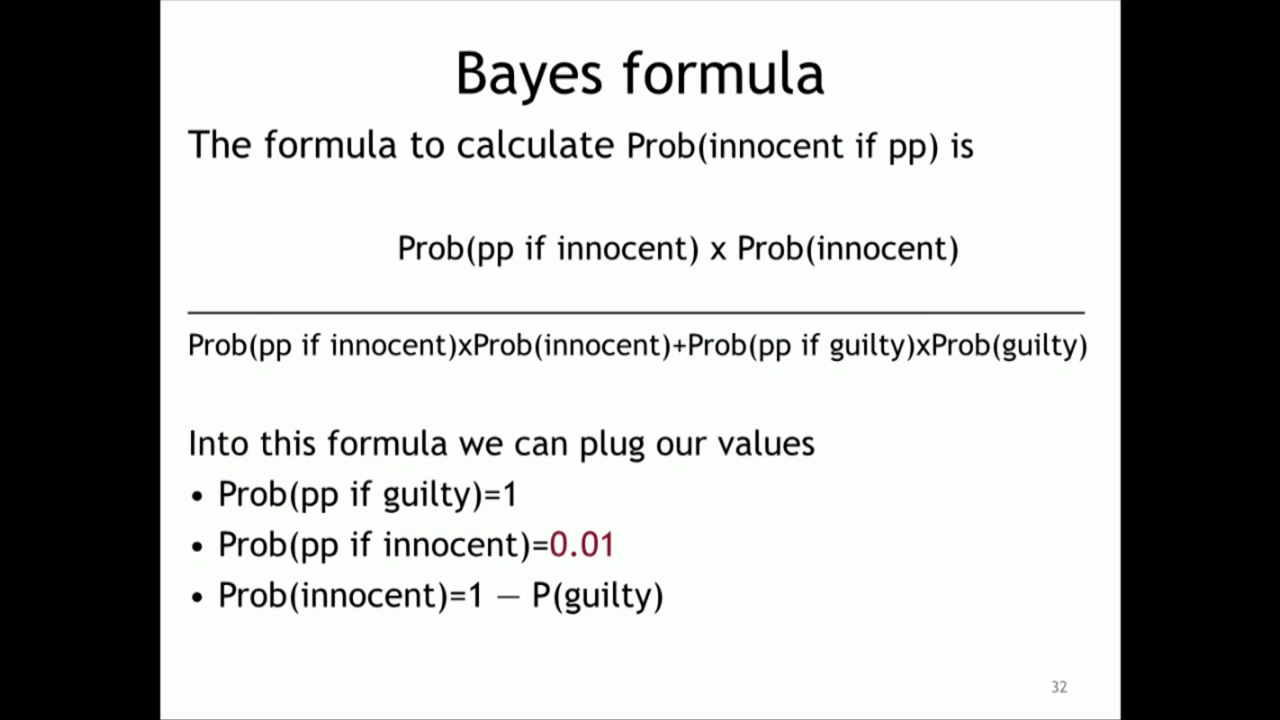 Bayes formula
The formula to calculate Prob(innocent if pp) is
Prob(pp if innocent) x Prob(innocent)
Prob(pp if innocent)xProb(innocent)+Prob(pp if guilty)xProb(guilty)
Into this formula we can plug our values
• Prob(pp if guilty)=1
• Prob(pp if innocent)=0.01
• Prob(innocent)=1 — P(guilty)
32